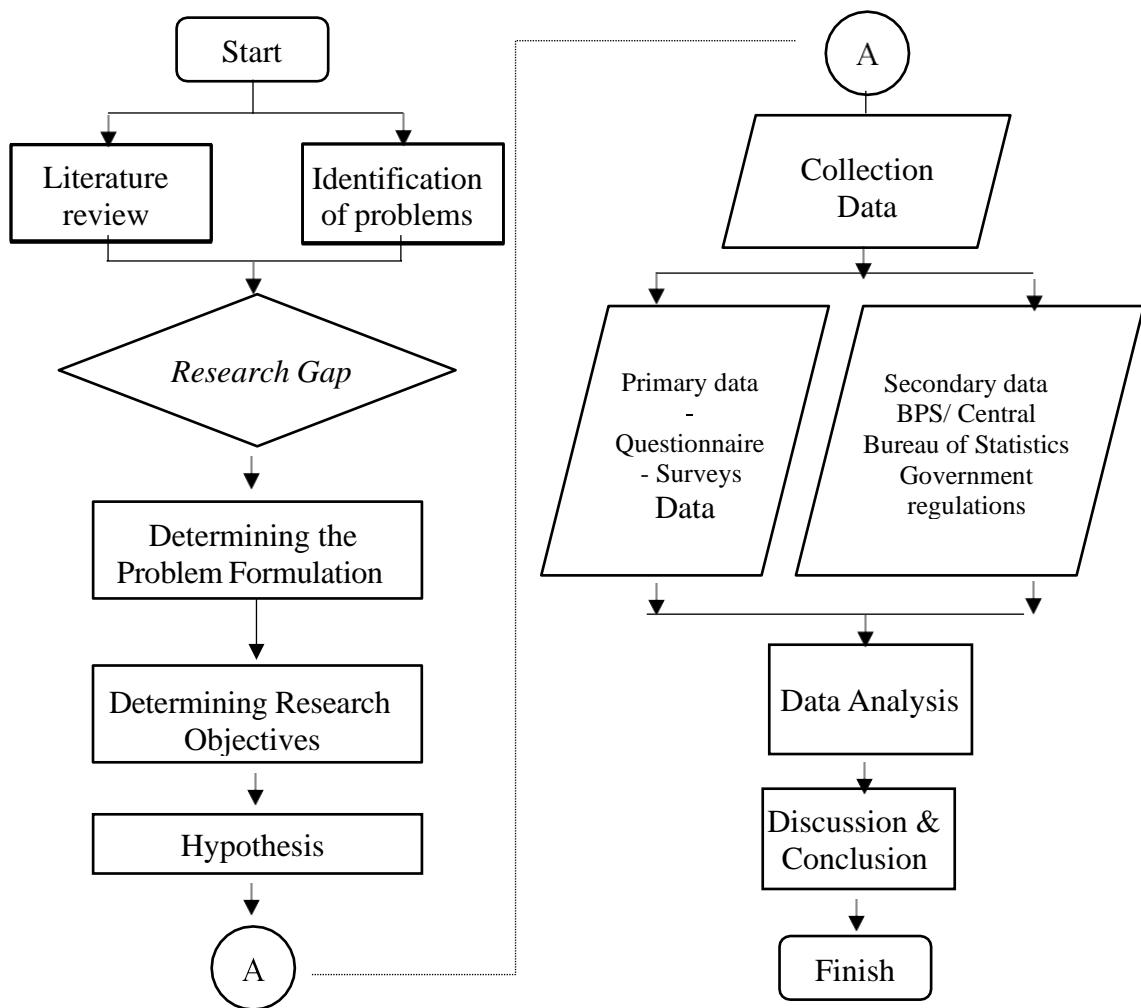 Start
Literature
review
Identification
of problems
Research Gap
Determining the
Problem Formulation
Determining Research
Objectives
Hypothesis
A
A
Collection
Data
Primary data
-
Questionnaire
- Surveys
Data
Secondary data
BPS/ Central
Bureau of Statistics
Government
regulations
Data Analysis
Discussion &
Conclusion
Finish